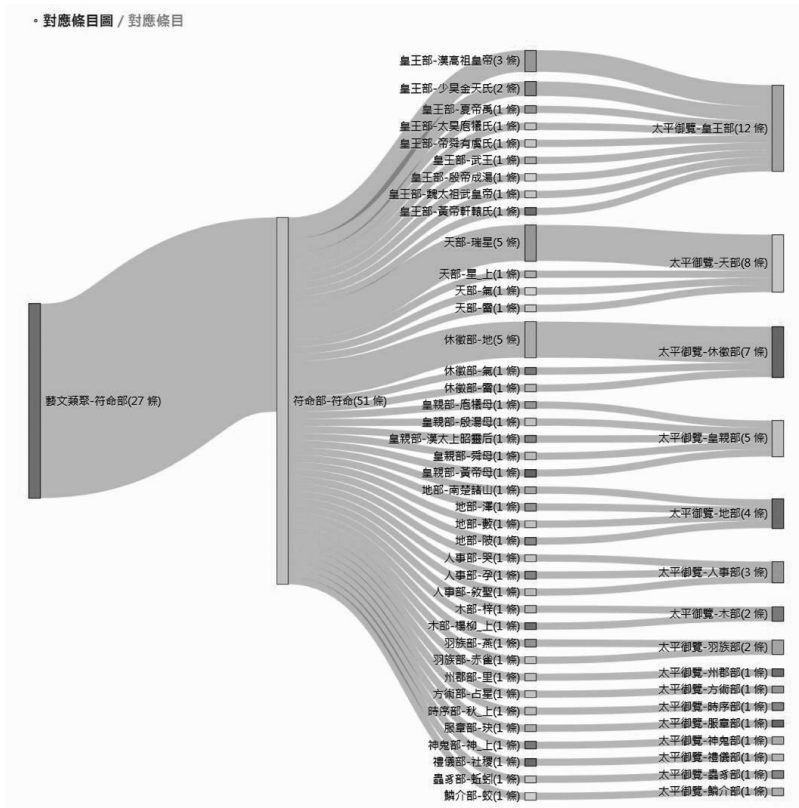 • 對應條目圖 / 對應條目
藝文類聚-符命部(27 條)
符命部-符命(51 條)
皇王部-漢高祖皇帝(3 條)
皇王部-少昊金天氏(2 條)
皇王部-夏帝禹(1 條)
皇王部-太昊庖犧氏(1 條)
皇王部-帝舜有虞氏(1 條)
皇王部-武王(1 條)
皇王部-殷帝成湯(1 條)
皇王部-魏太祖武皇帝(1 條)
皇王部-黃帝軒轅氏(1 條)
天部-瑞星(5 條)
天部-星_上(1 條)
天部-氣(1 條)
天部-雷(1 條)
休徵部-地(5 條)
休徵部-氣(1 條)
休徵部-雷(1 條)
皇親部-庖犧母(1 條)
皇親部-殷湯母(1 條)
皇親部-漢太上昭靈后(1 條)
皇親部-舜母(1 條)
皇親部-黃帝母(1 條)
地部-南楚諸山(1 條)
地部-澤(1 條)
地部-藪(1 條)
地部-陂(1 條)
人事部-哭(1 條)
人事部-孕(1 條)
人事部-敘聖(1 條)
木部-梓(1 條)
木部-楊柳_上(1 條)
羽族部-燕(1 條)
羽族部-赤雀(1 條)
州郡部-里(1 條)
方術部-占星(1 條)
時序部-秋_上(1 條)
服章部-玦(1 條)
神鬼部-神_上(1 條)
禮儀部-社稷(1 條)
蟲豸部-蚯蚓(1 條)
鱗介部-蛟(1 條)
太平御覽-皇王部(12 條)
太平御覽-天部(8 條)
太平御覽-休徵部(7 條)
太平御覽-皇親部(5 條)
太平御覽-地部(4 條)
太平御覽-人事部(3 條)
太平御覽-木部(2 條)
太平御覽-羽族部(2 條)
太平御覽-州郡部(1 條)
太平御覽-方術部(1 條)
太平御覽-時序部(1 條)
太平御覽-服章部(1 條)
太平御覽-神鬼部(1 條)
太平御覽-禮儀部(1 條)
太平御覽-蟲豸部(1 條)
太平御覽-鱗介部(1 條)